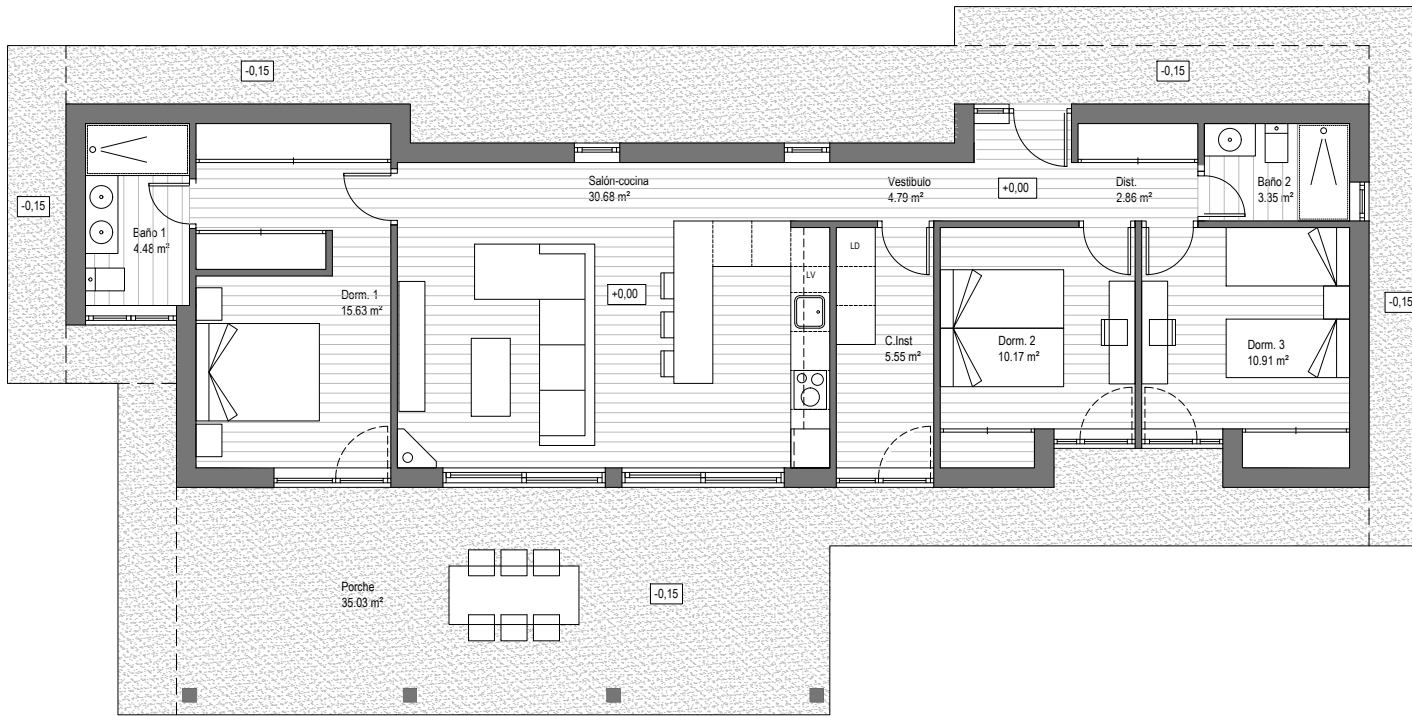 -0,15
-0,15
-0,15
Salón-cocina
30.68 m²
Vestibulo
4.79 m²
+0,00
Dist.
2.86 m²
Baño 2
3.35 m²
Baño 1
4.48 m²
LD
LV
Dorm. 1
15.63 m²
+0,00
-0,15
C.Inst
5.55 m²
Dorm. 2
10.17 m²
Dorm. 3
10.91 m²
Porche
35.03 m²
-0,15